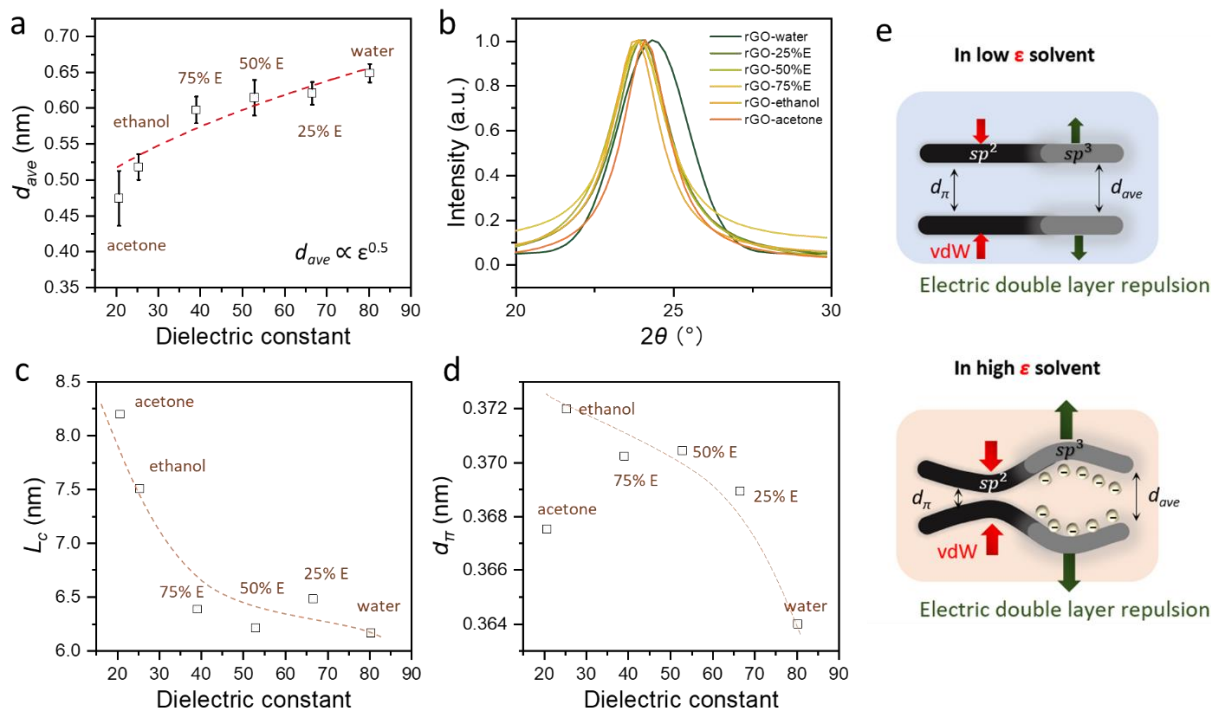 a
0.70
0.65
0.60
0.55
0.50
0.45
0.40
0.35
d_ave (nm)
water
50% E
75% E
ethanol
25% E
acetone
d_ave ∝ ε^0.5
20 30 40 50 60 70 80 90
Dielectric constant
b
1.0
0.8
0.6
0.4
0.2
0.0
Intensity (a.u.)
rGO-water
rGO-25%E
rGO-50%E
rGO-75%E
rGO-ethanol
rGO-acetone
20 25 30
2θ (°)
c
8.5
8.0
7.5
7.0
6.5
6.0
L_c (nm)
acetone
ethanol
75% E
50% E
25% E
water
20 30 40 50 60 70 80 90
Dielectric constant
d
0.372
0.370
0.368
0.366
0.364
d_π (nm)
ethanol
50% E
75% E
25% E
acetone
water
20 30 40 50 60 70 80 90
Dielectric constant
e
In low ε solvent
sp² sp³
d_π d_ave
vdW
Electric double layer repulsion
In high ε solvent
sp³
sp²
d_π d_ave
vdW
Electric double layer repulsion